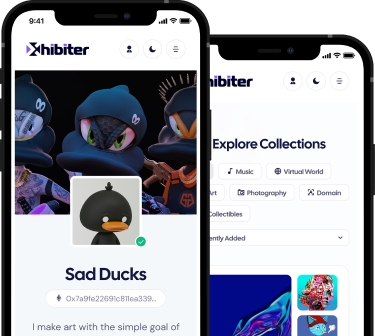 9:41
Xhibiter
Sad Ducks
0x7a9fe22691c811ea339...
I make art with the simple goal of
hibiter
Explore Collections
Music
Virtual World
Art
Photography
Domain
Collectibles
ently Added